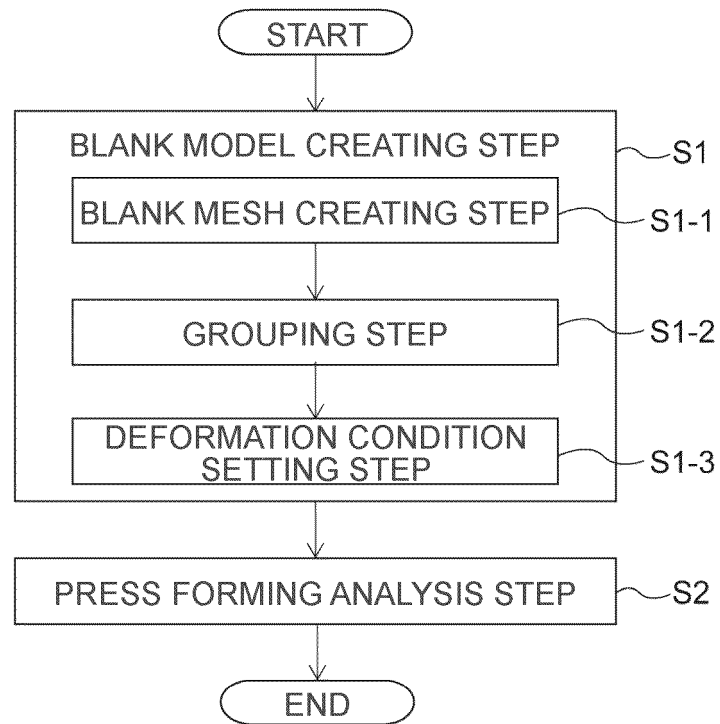 START
BLANK MODEL CREATING STEP
S1
BLANK MESH CREATING STEP
S1-1
GROUPING STEP
S1-2
DEFORMATION CONDITION
SETTING STEP
S1-3
PRESS FORMING ANALYSIS STEP
S2
END